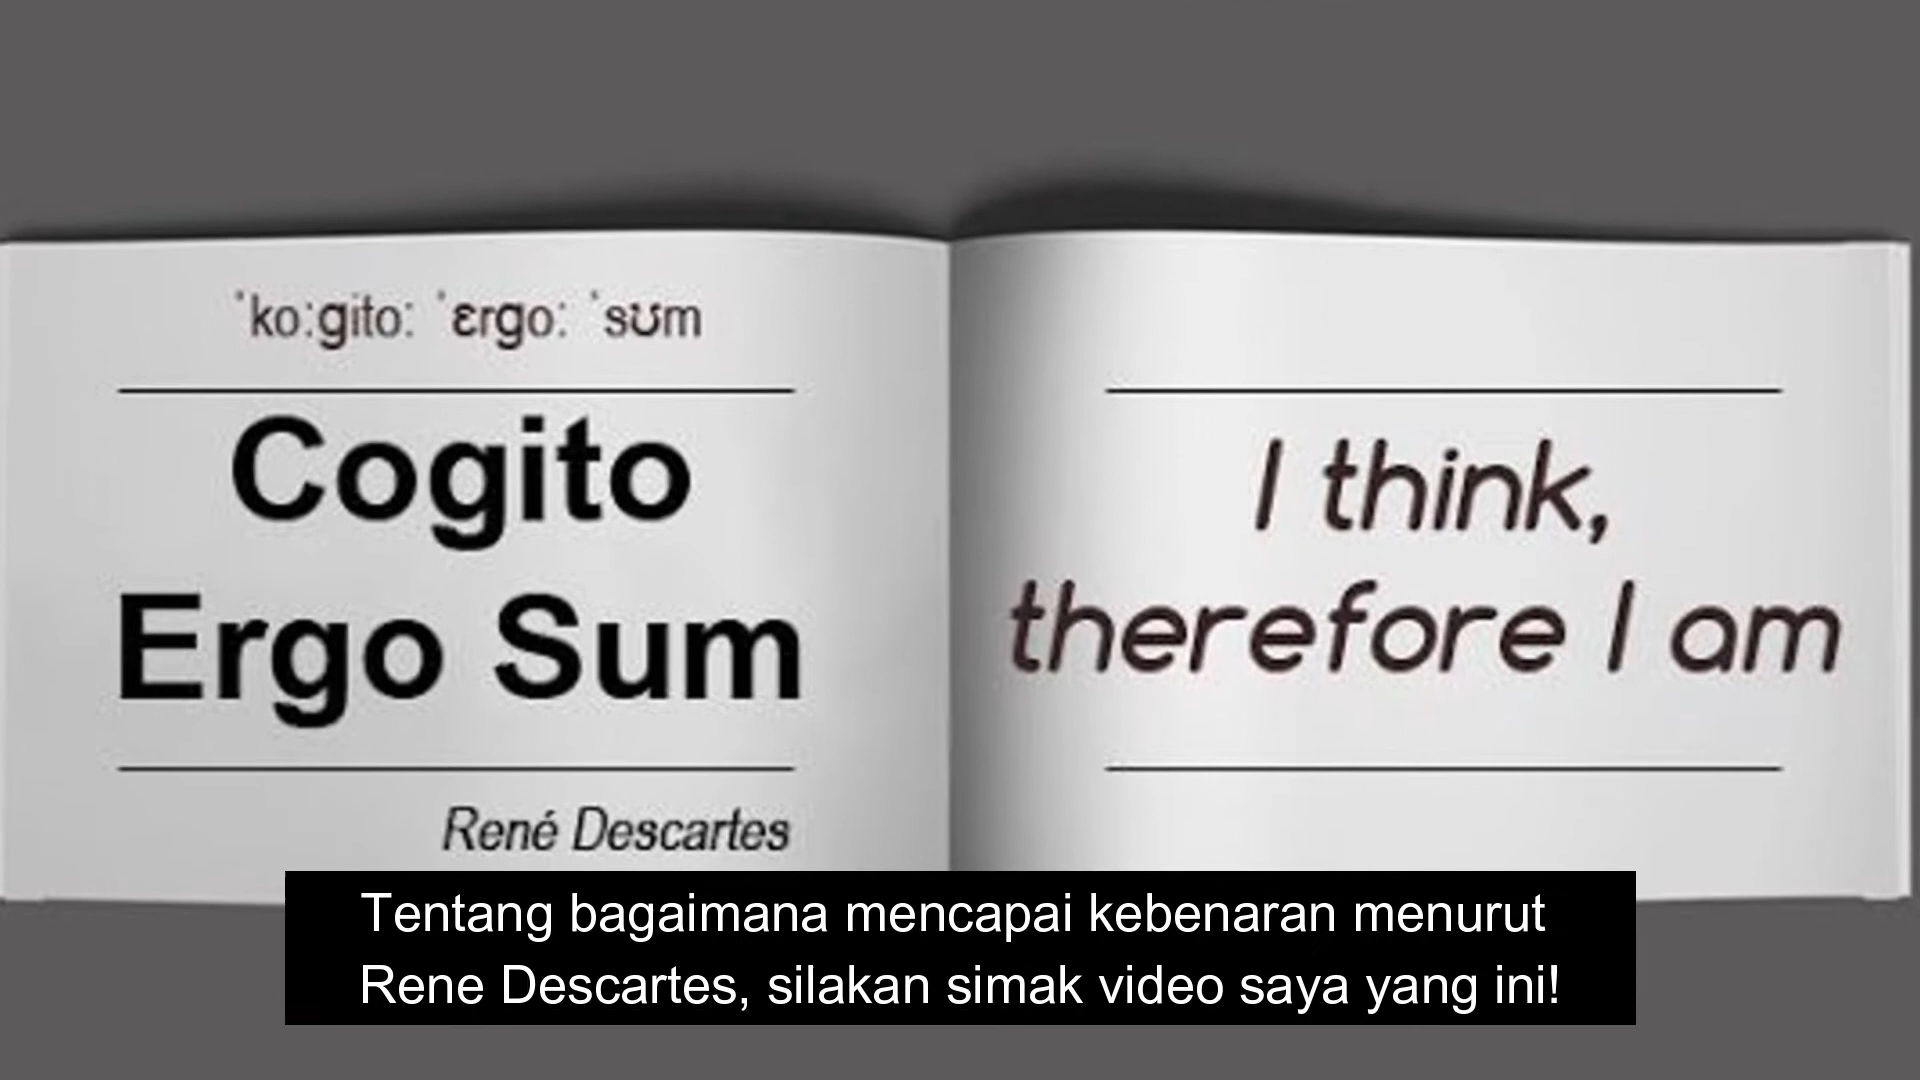 ˈkoːgitoː ˈɛrgoː ˈsʊm
Cogito
Ergo Sum
René Descartes
I think,
therefore I am
Tentang bagaimana mencapai kebenaran menurut
Rene Descartes, silakan simak video saya yang ini!